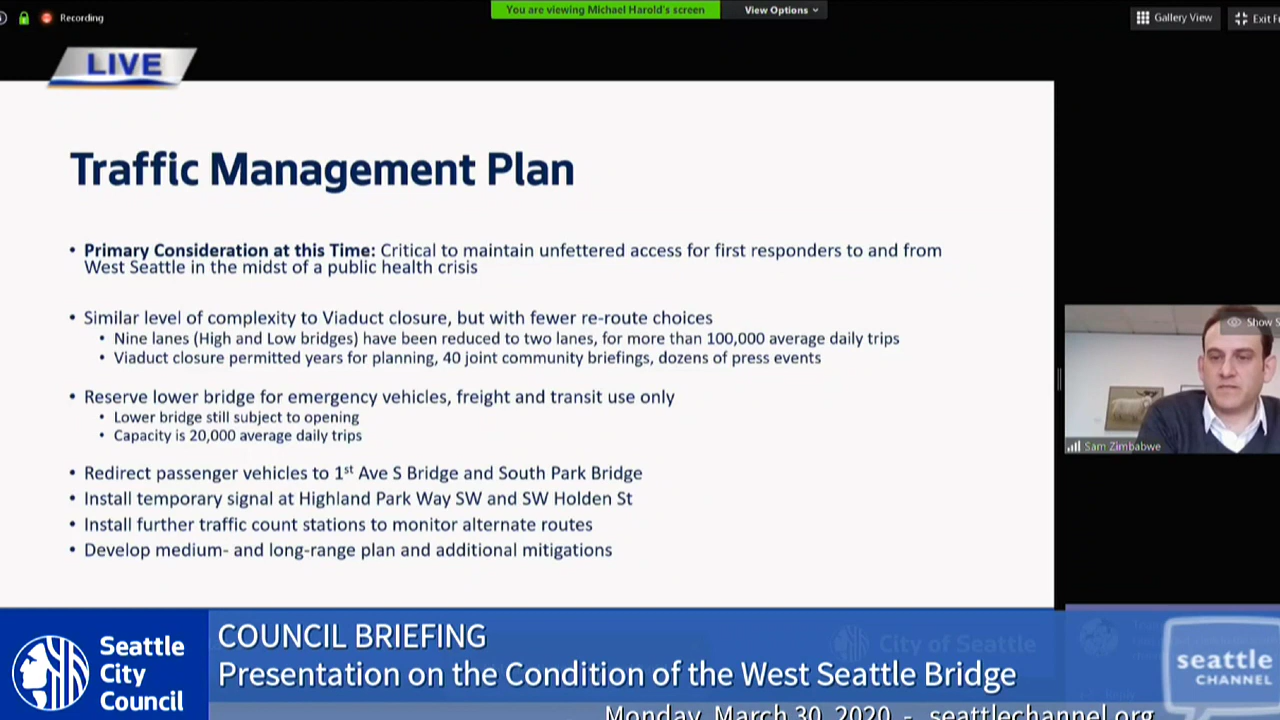 Recording
You are viewing Michael Harold's screen
View Options
Gallery View
Exit F
LIVE
Traffic Management Plan
• Primary Consideration at this Time: Critical to maintain unfettered access for first responders to and from
West Seattle in the midst of a public health crisis
• Similar level of complexity to Viaduct closure, but with fewer re-route choices
• Nine lanes (High and Low bridges) have been reduced to two lanes, for more than 100,000 average daily trips
• Viaduct closure permitted years for planning, 40 joint community briefings, dozens of press events
• Reserve lower bridge for emergency vehicles, freight and transit use only
• Lower bridge still subject to opening
• Capacity is 20,000 average daily trips
• Redirect passenger vehicles to 1st Ave S Bridge and South Park Bridge
• Install temporary signal at Highland Park Way SW and SW Holden St
• Install further traffic count stations to monitor alternate routes
• Develop medium- and long-range plan and additional mitigations
Show S
Sam Zimbabwe
City of Seattle
Seattle
City
Council
COUNCIL BRIEFING
Presentation on the Condition of the West Seattle Bridge
seattle
CHANNEL
Monday, March 30, 2020 - seattlechannel.org